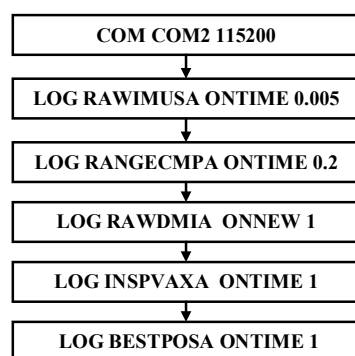 COM COM2 115200
LOG RAWIMUSA ONTIME 0.005
LOG RANGECMPA ONTIME 0.2
LOG RAWDMIA ONNEW 1
LOG INSPVAXA ONTIME 1
LOG BESTPOSA ONTIME 1